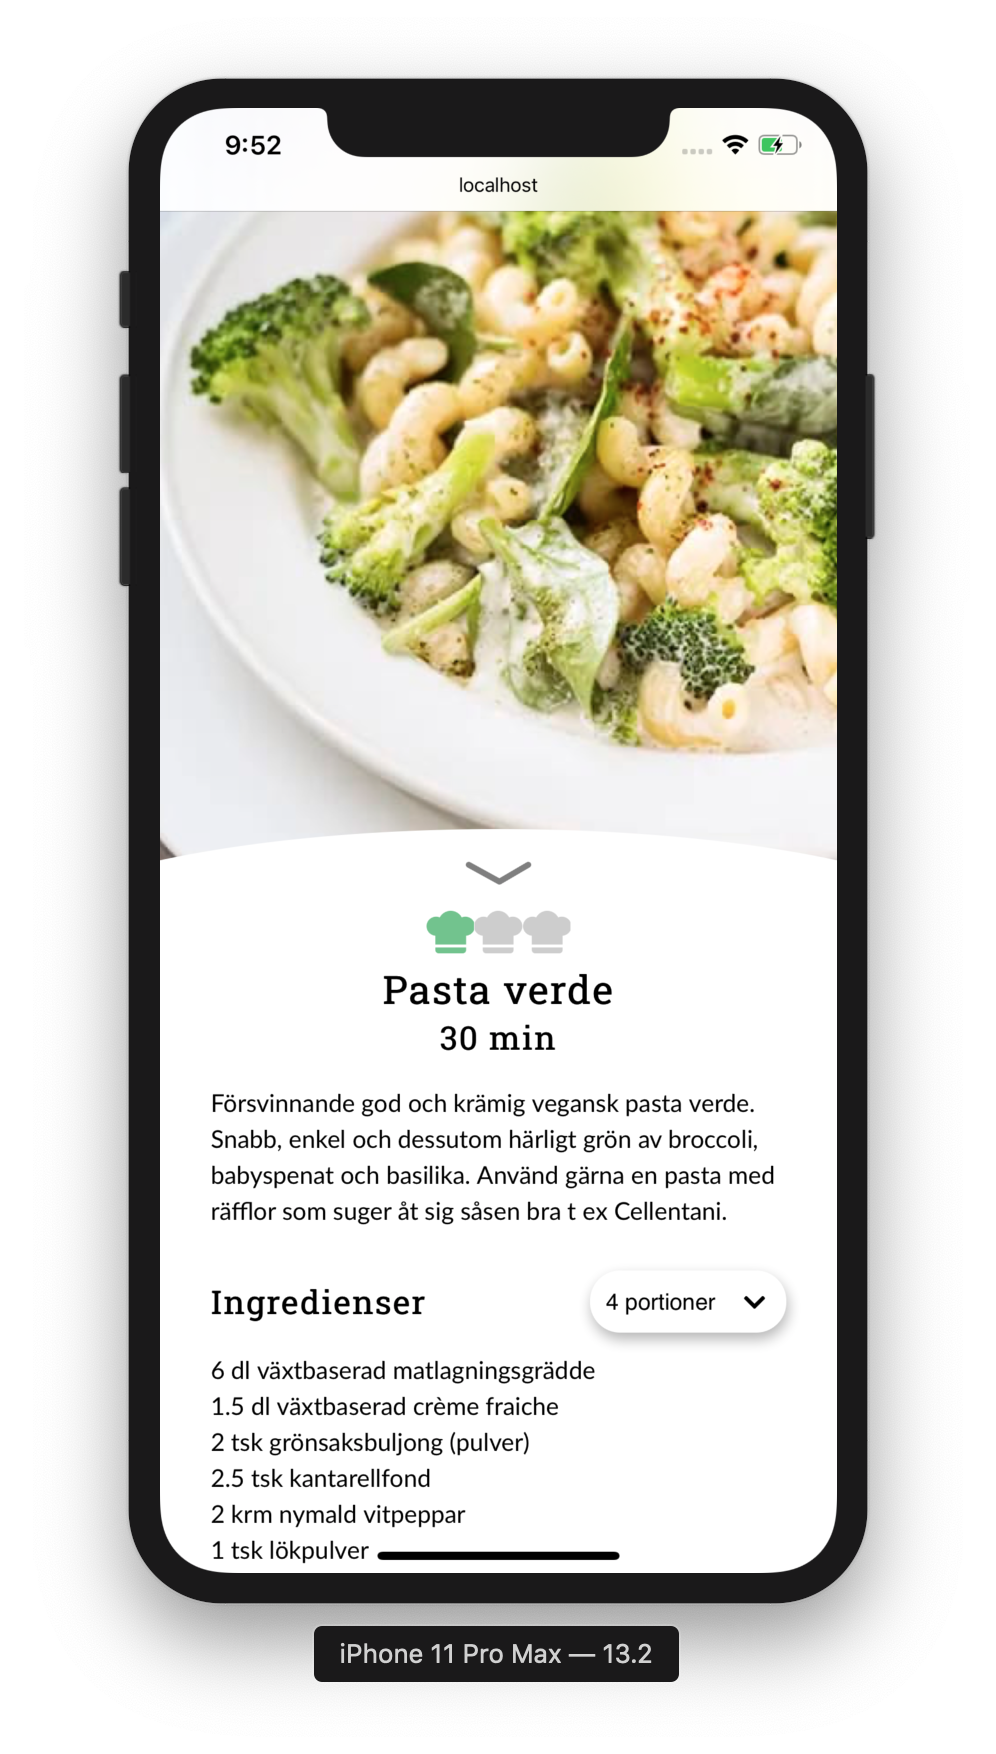 9:52
localhost
Pasta verde
30 min
Försvinnande god och krämig vegansk pasta verde.
Snabb, enkel och dessutom härligt grön av broccoli,
babyspenat och basilika. Använd gärna en pasta med
räfflor som suger åt sig såsen bra t ex Cellentani.
Ingredienser
4 portioner
6 dl växtbaserad matlagningsgrädde
1.5 dl växtbaserad crème fraiche
2 tsk grönsaksbuljong (pulver)
2.5 tsk kantarellfond
2 krm nymald vitpeppar
1 tsk lökpulver
iPhone 11 Pro Max — 13.2